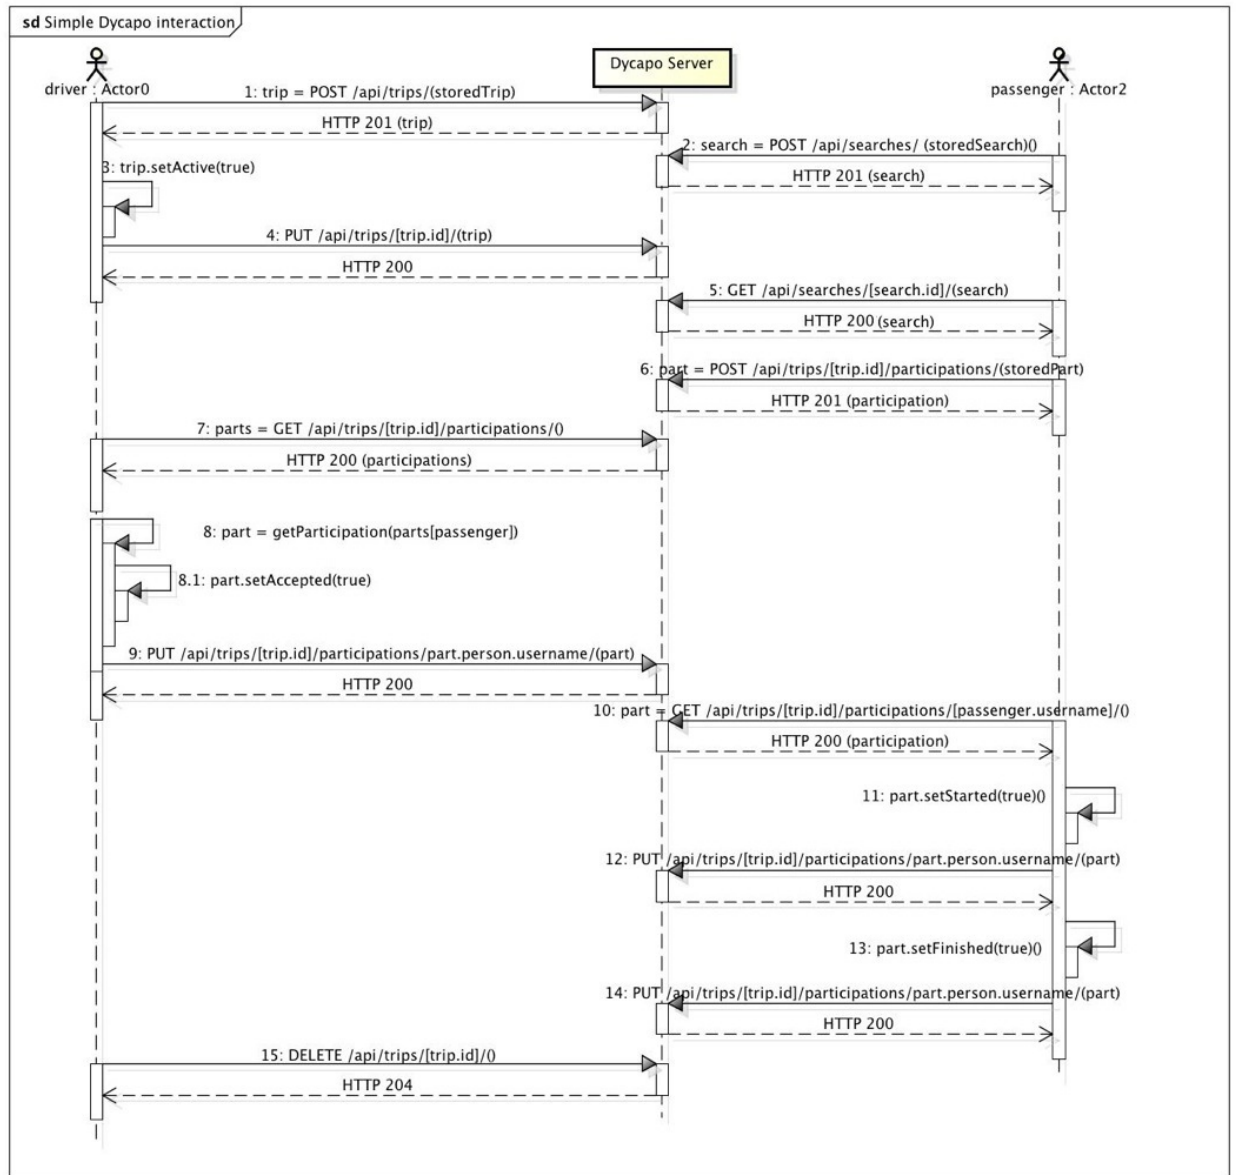 sd Simple Dycapo interaction
Dycapo Server
driver : Actor0
passenger : Actor2
1: trip = POST /api/trips/(storedTrip)
HTTP 201 (trip)
2: search = POST /api/searches/ (storedSearch)()
3: trip.setActive(true)
HTTP 201 (search)
4: PUT /api/trips/[trip.id]/(trip)
HTTP 200
5: GET /api/searches/[search.id]/(search)
HTTP 200 (search)
6: part = POST /api/trips/[trip.id]/participations/(storedPart)
HTTP 201 (participation)
7: parts = GET /api/trips/[trip.id]/participations/()
HTTP 200 (participations)
8: part = getParticipation(parts[passenger])
8.1: part.setAccepted(true)
9: PUT /api/trips/[trip.id]/participations/part.person.username/(part)
HTTP 200
10: part = GET /api/trips/[trip.id]/participations/[passenger.username]/()
HTTP 200 (participation)
11: part.setStarted(true)()
12: PUT /api/trips/[trip.id]/participations/part.person.username/(part)
HTTP 200
13: part.setFinished(true)()
14: PUT /api/trips/[trip.id]/participations/part.person.username/(part)
HTTP 200
15: DELETE /api/trips/[trip.id]/()
HTTP 204